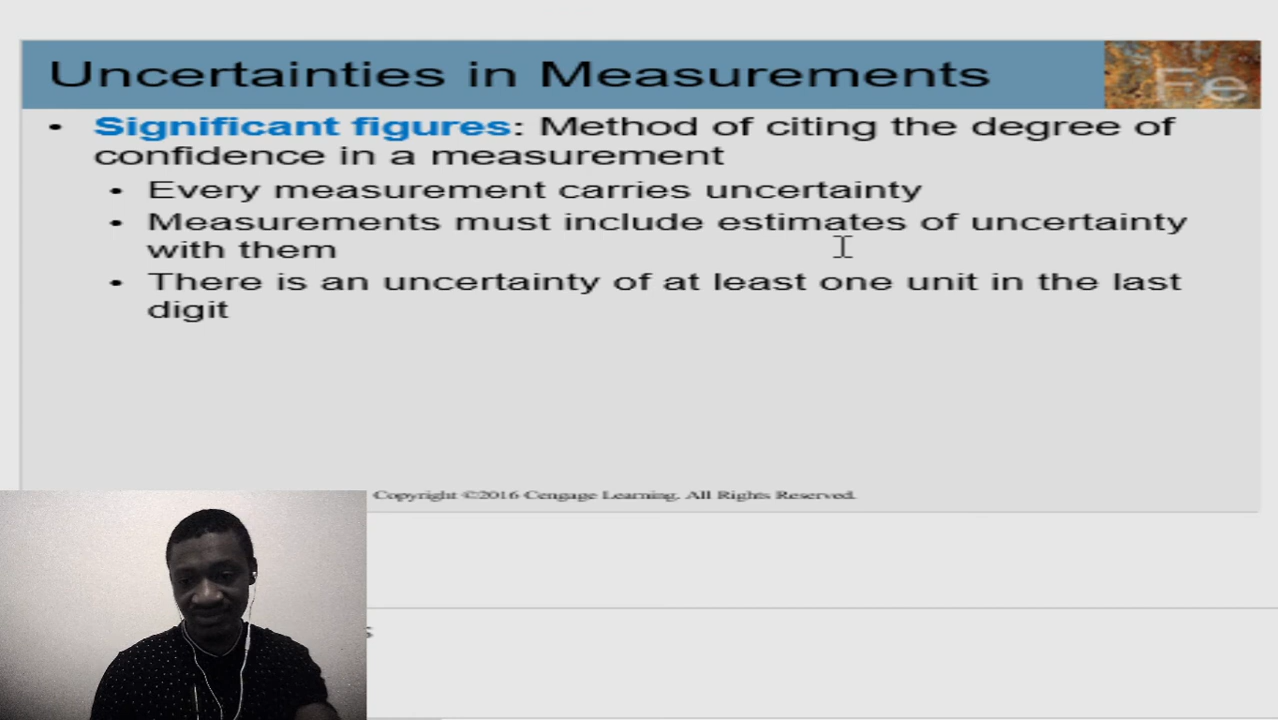 Uncertainties in Measurements
Fe
• Significant figures: Method of citing the degree of
confidence in a measurement
• Every measurement carries uncertainty
• Measurements must include estimates of uncertainty
with them
• There is an uncertainty of at least one unit in the last
digit
Copyright ©2016 Cengage Learning. All Rights Reserved.
s